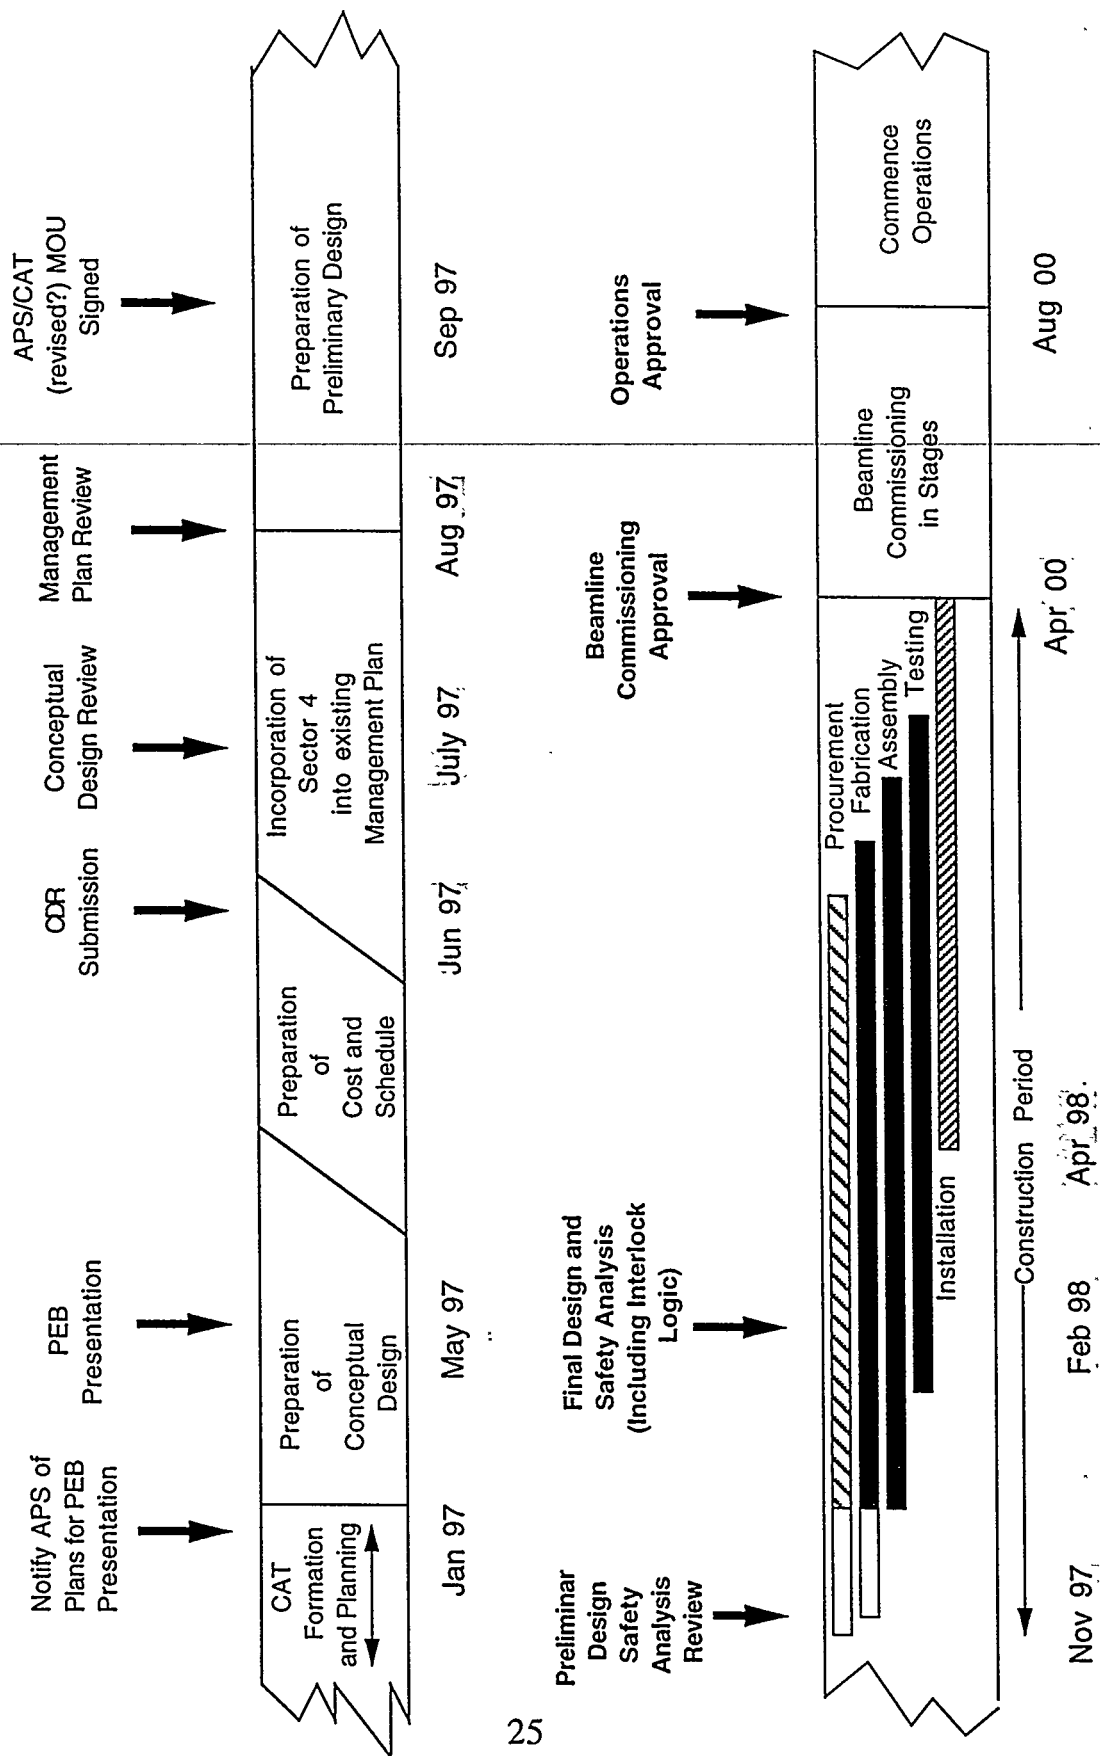 Notify APS of
Plans for PEB
Presentation
PEB
Presentation
CDR
Submission
Conceptual
Design Review
Management
Plan Review
APS/CAT
(revised?) MOU
Signed
CAT
Formation
and Planning
Preparation
of
Conceptual
Design
Preparation
of
Cost and
Schedule
Incorporation of
Sector 4
into existing
Management Plan
Preparation of
Preliminary Design
Jan 97
May 97
Jun 97
July 97
Aug 97
Sep 97
Preliminar
Design
Safety
Analysis
Review
Final Design and
Safety Analysis
(Including Interlock
Logic)
Beamline
Commissioning
Approval
Operations
Approval
Procurement
Fabrication
Assembly
Testing
Installation
Beamline
Commissioning
in Stages
Commence
Operations
Construction Period
Nov 97
Feb 98
Apr 98
Apr 00
Aug 00
25